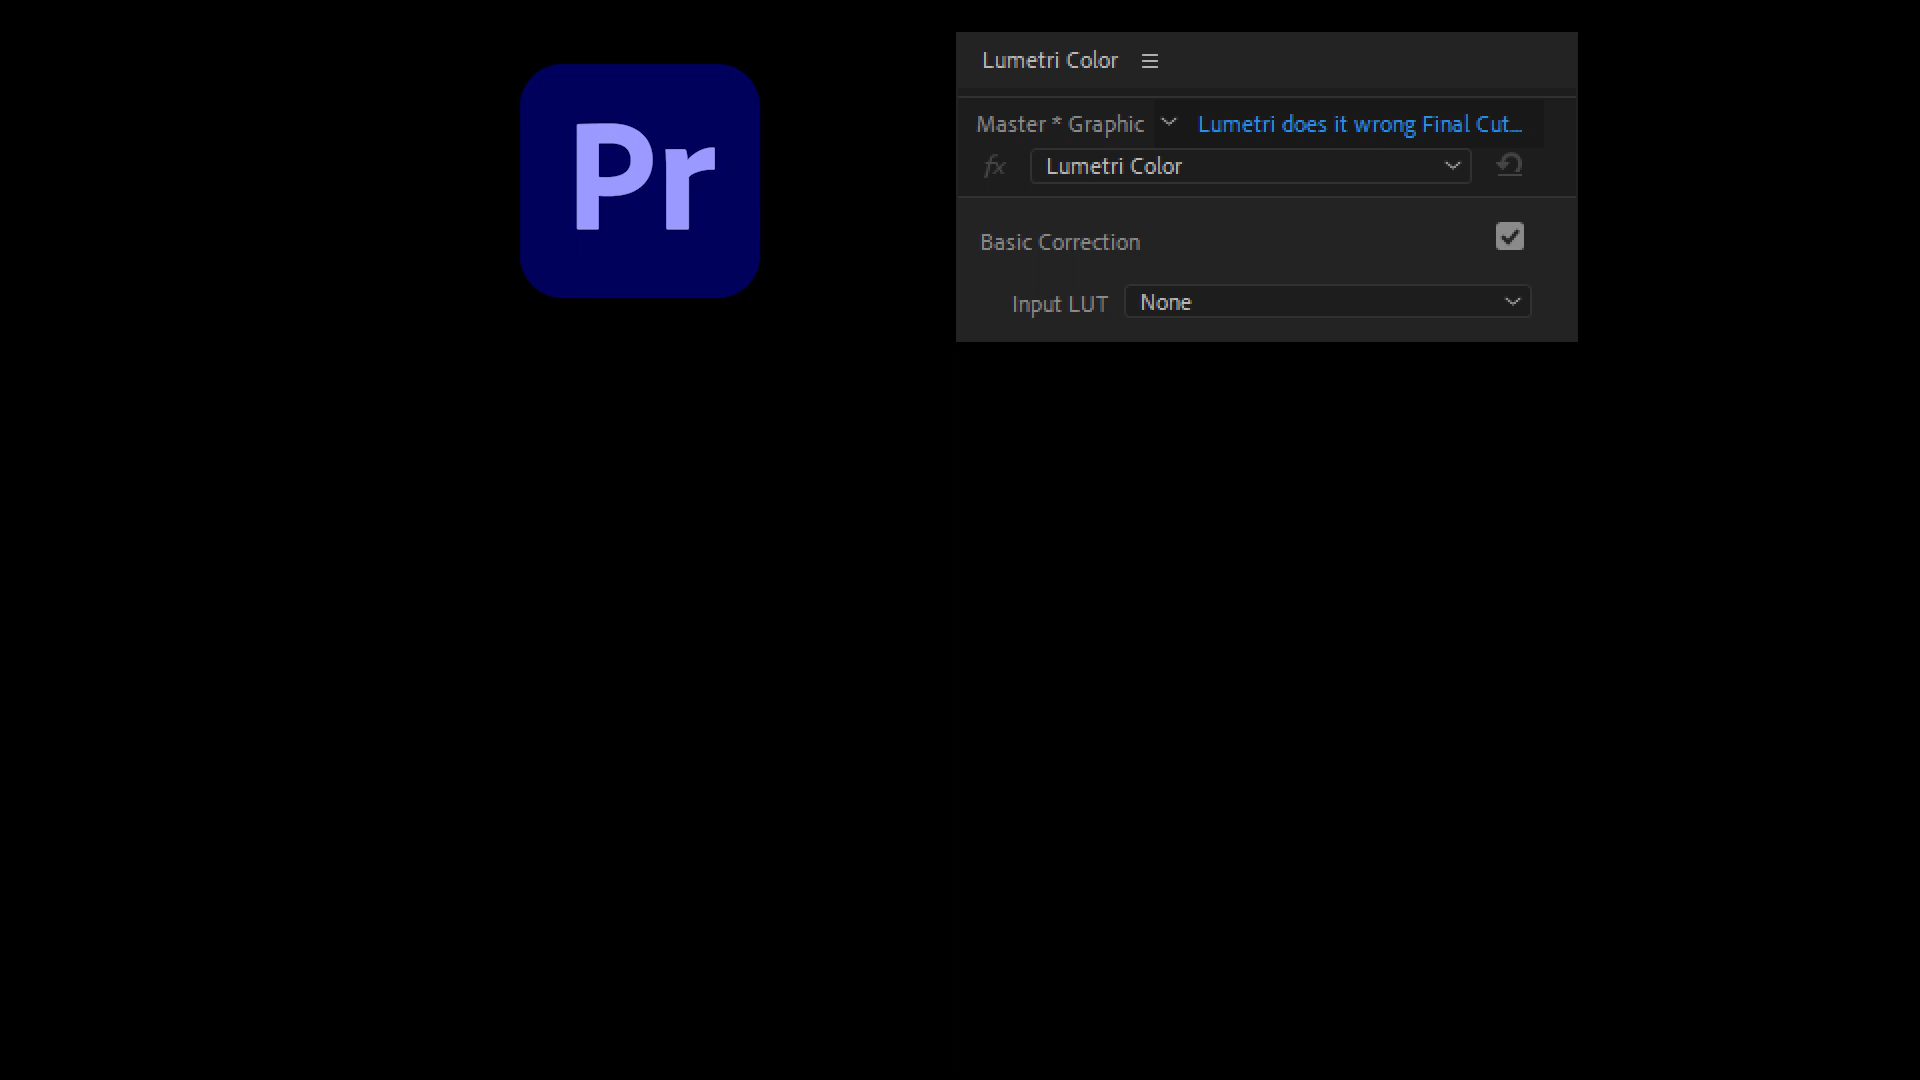 Pr
Lumetri Color
Master * Graphic
Lumetri does it wrong Final Cut...
fx
Lumetri Color
Basic Correction
Input LUT
None